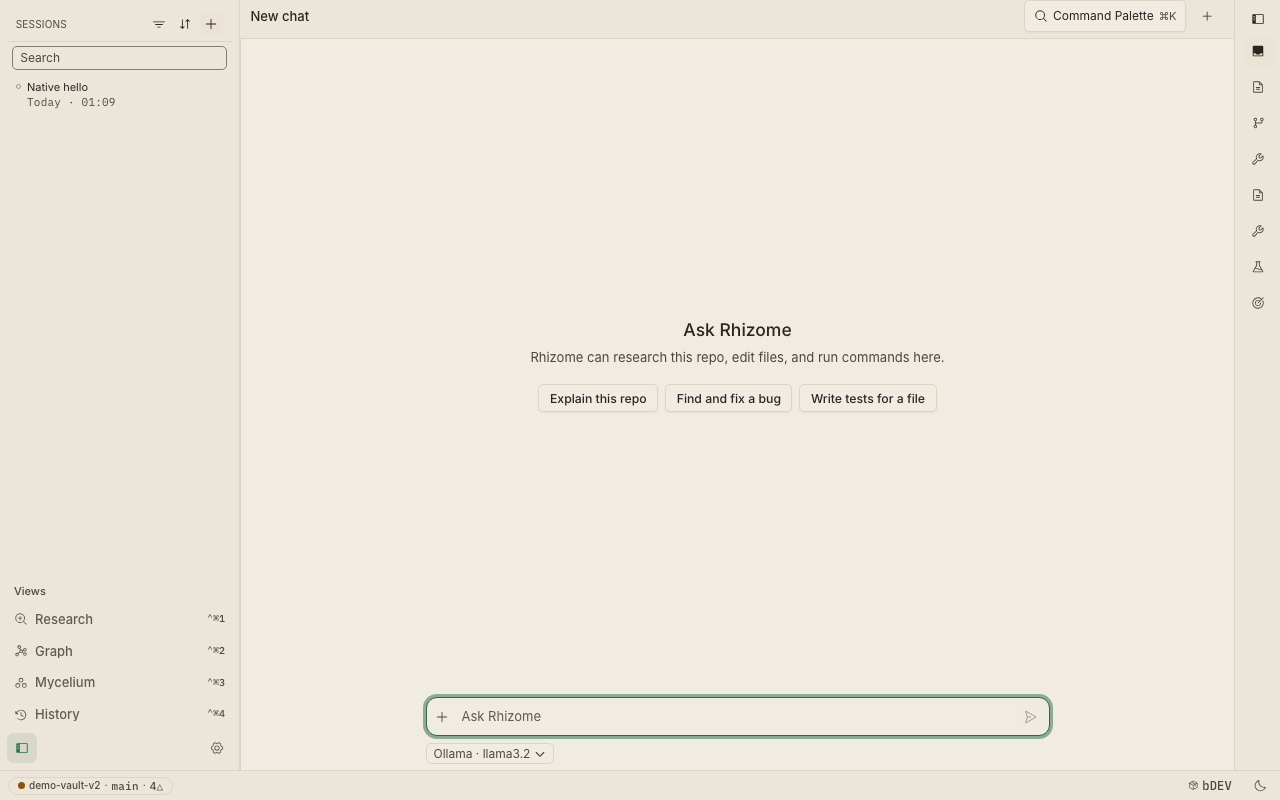 SESSIONS
Search
Native hello
Today · 01:09
Views
Research ^⌘1
Graph ^⌘2
Mycelium ^⌘3
History ^⌘4
New chat
Command Palette ⌘K
Ask Rhizome
Rhizome can research this repo, edit files, and run commands here.
Explain this repo
Find and fix a bug
Write tests for a file
Ask Rhizome
Ollama · llama3.2
demo-vault-v2 · main · 4△
bDEV